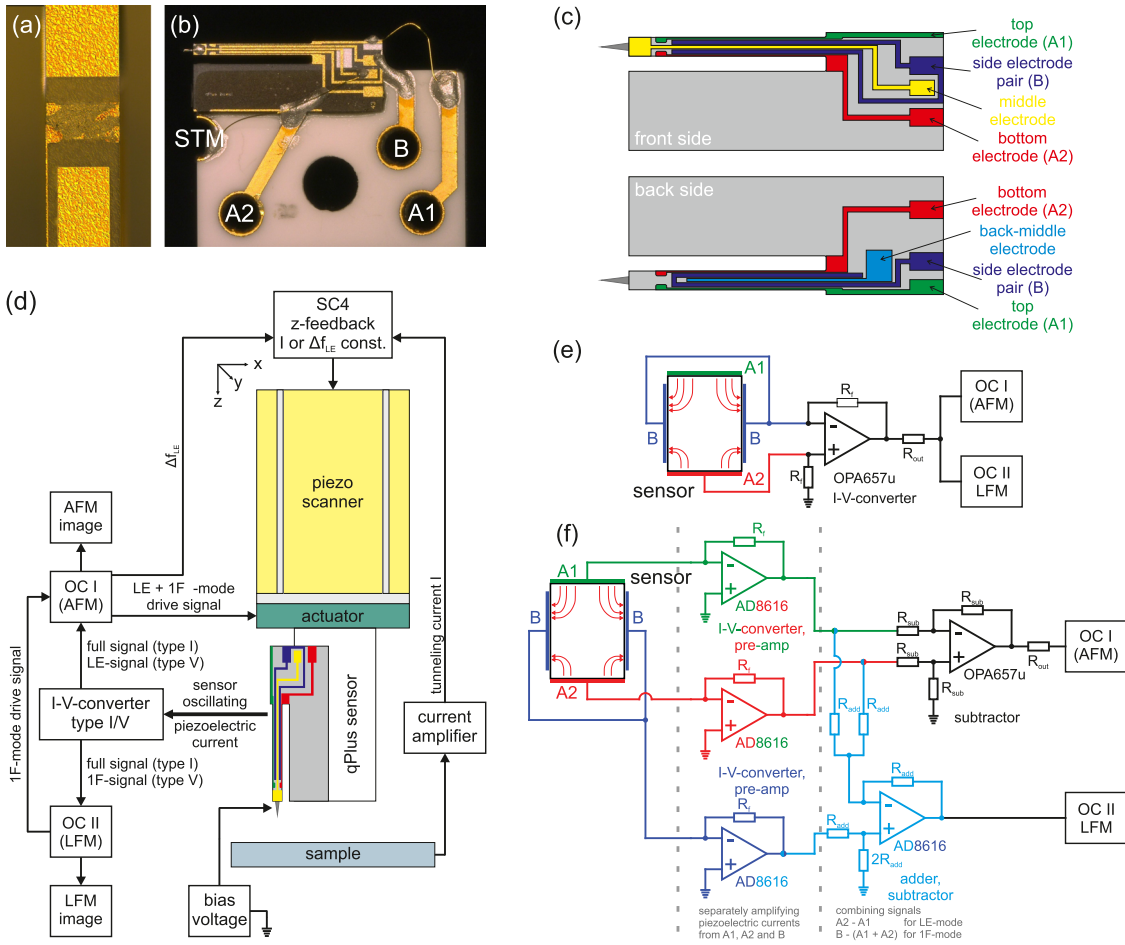 (a)
(b)
STM
A2
B
A1
(c)
top
electrode (A1)
side electrode
pair (B)
middle
electrode
bottom
electrode (A2)
front side
back side
bottom
electrode (A2)
back-middle
electrode
side electrode
pair (B)
top
electrode (A1)
(d)
SC4
z-feedback
I or Δf_LE const.
x
y
z
Δf_LE
piezo
scanner
AFM
image
OC I
(AFM)
LE + 1F -mode
drive signal
actuator
full signal (type I)
LE-signal (type V)
I-V-converter
type I/V
sensor
oscillating
piezoelectric
current
qPlus sensor
tunneling current I
current
amplifier
1F-mode drive signal
full signal (type I)
1F-signal (type V)
OC II
(LFM)
sample
LFM
image
bias
voltage
(e)
A1
B
B
A2
sensor
R_f
-
+
R_f
R_out
OPA657u
I-V-converter
OC I
(AFM)
OC II
LFM
(f)
A1
sensor
B
B
A2
R_f
-
+
AD8616
I-V-converter,
pre-amp
R_f
-
+
AD8616
I-V-converter,
pre-amp
R_f
-
+
AD8616
R_sub
R_sub
R_sub
-
+
R_sub
R_out
OPA657u
subtractor
OC I
(AFM)
R_add
R_add
R_add
R_add
-
+
2R_add
AD8616
adder,
subtractor
OC II
LFM
separately amplifying
piezoelectric currents
from A1, A2 and B
combining signals
A2 - A1 for LE-mode
B - (A1 + A2) for 1F-mode